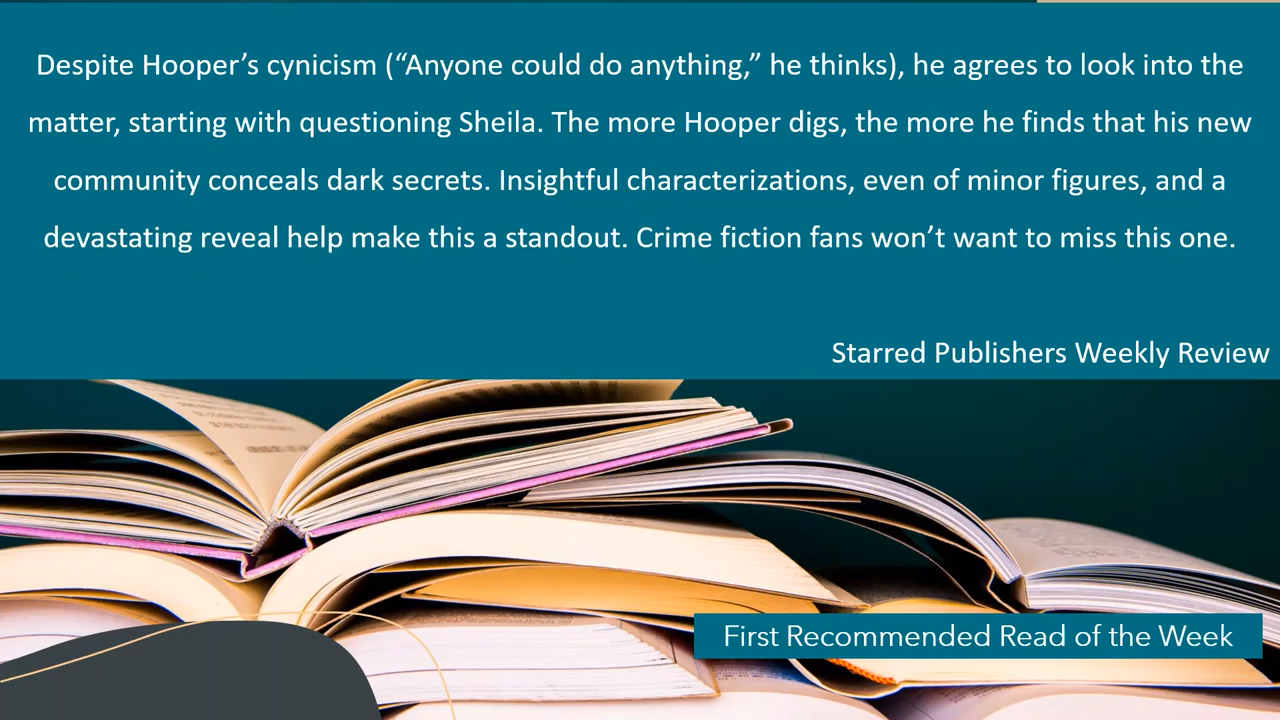 Despite Hooper’s cynicism (“Anyone could do anything,” he thinks), he agrees to look into the
matter, starting with questioning Sheila. The more Hooper digs, the more he finds that his new
community conceals dark secrets. Insightful characterizations, even of minor figures, and a
devastating reveal help make this a standout. Crime fiction fans won’t want to miss this one.
Starred Publishers Weekly Review
First Recommended Read of the Week